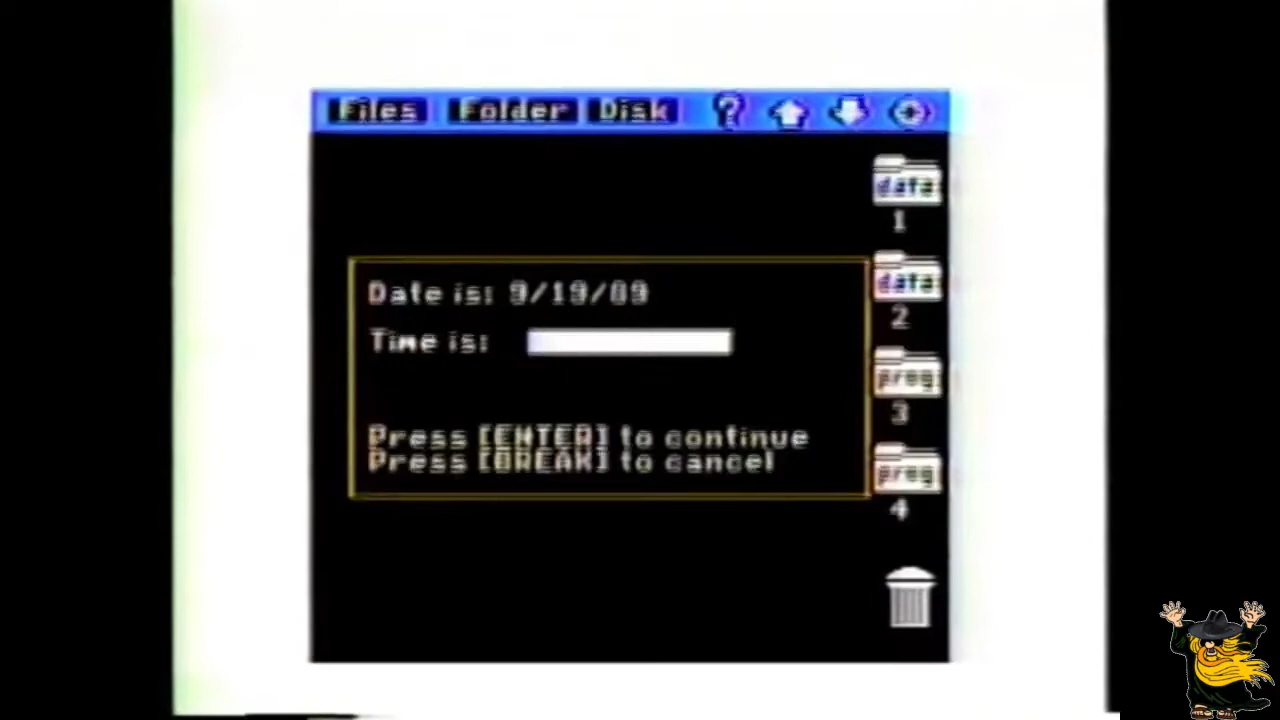 Files Folder Disk ?
data
1
Date is: 9/19/89
data
2
Time is:
prog
3
Press [ENTER] to continue
Press [BREAK] to cancel
prog
4